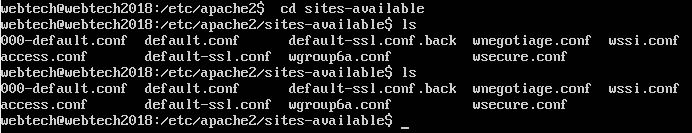 webtech@webtech2018:/etc/apache2$  cd sites-available
webtech@webtech2018:/etc/apache2/sites-available$ ls
000-default.conf  default.conf      default-ssl.conf.back  wnegotiage.conf  wssi.conf
access.conf       default-ssl.conf  wgroup6a.conf          wsecure.conf
webtech@webtech2018:/etc/apache2/sites-available$ ls
000-default.conf  default.conf      default-ssl.conf.back  wnegotiage.conf  wssi.conf
access.conf       default-ssl.conf  wgroup6a.conf          wsecure.conf
webtech@webtech2018:/etc/apache2/sites-available$ _